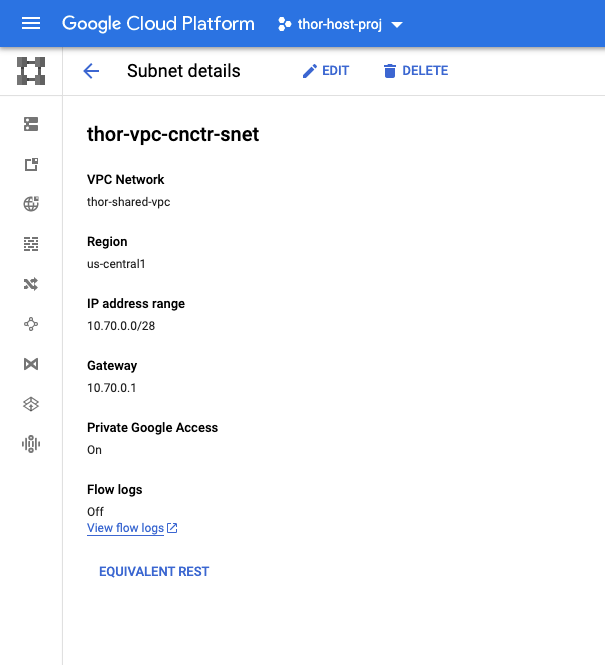 Google Cloud Platform thor-host-proj
Subnet details EDIT DELETE
thor-vpc-cnctr-snet
VPC Network
thor-shared-vpc
Region
us-central1
IP address range
10.70.0.0/28
Gateway
10.70.0.1
Private Google Access
On
Flow logs
Off
View flow logs
EQUIVALENT REST